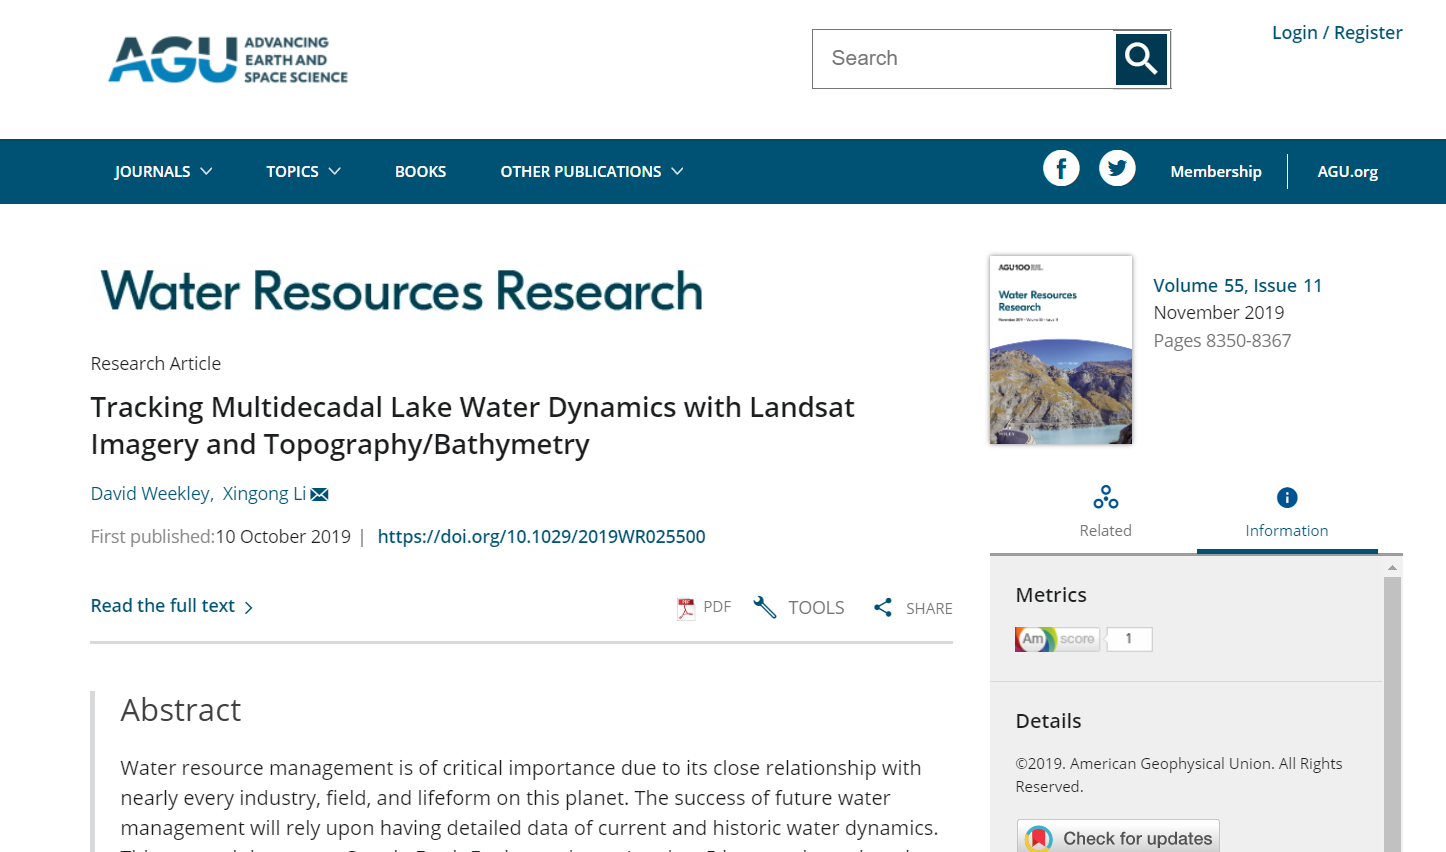 AGU ADVANCING
EARTH AND
SPACE SCIENCE
Search
Login / Register
JOURNALS
TOPICS
BOOKS
OTHER PUBLICATIONS
Membership
AGU.org
Water Resources Research
Research Article
Tracking Multidecadal Lake Water Dynamics with Landsat
Imagery and Topography/Bathymetry
David Weekley, Xingong Li
First published:10 October 2019 | https://doi.org/10.1029/2019WR025500
Read the full text
PDF
TOOLS
SHARE
Abstract
Water resource management is of critical importance due to its close relationship with
nearly every industry, field, and lifeform on this planet. The success of future water
management will rely upon having detailed data of current and historic water dynamics.
AGU100
Water Resources
Research
WILEY
Volume 55, Issue 11
November 2019
Pages 8350-8367
Related
Information
Metrics
Am score 1
Details
©2019. American Geophysical Union. All Rights
Reserved.
Check for updates